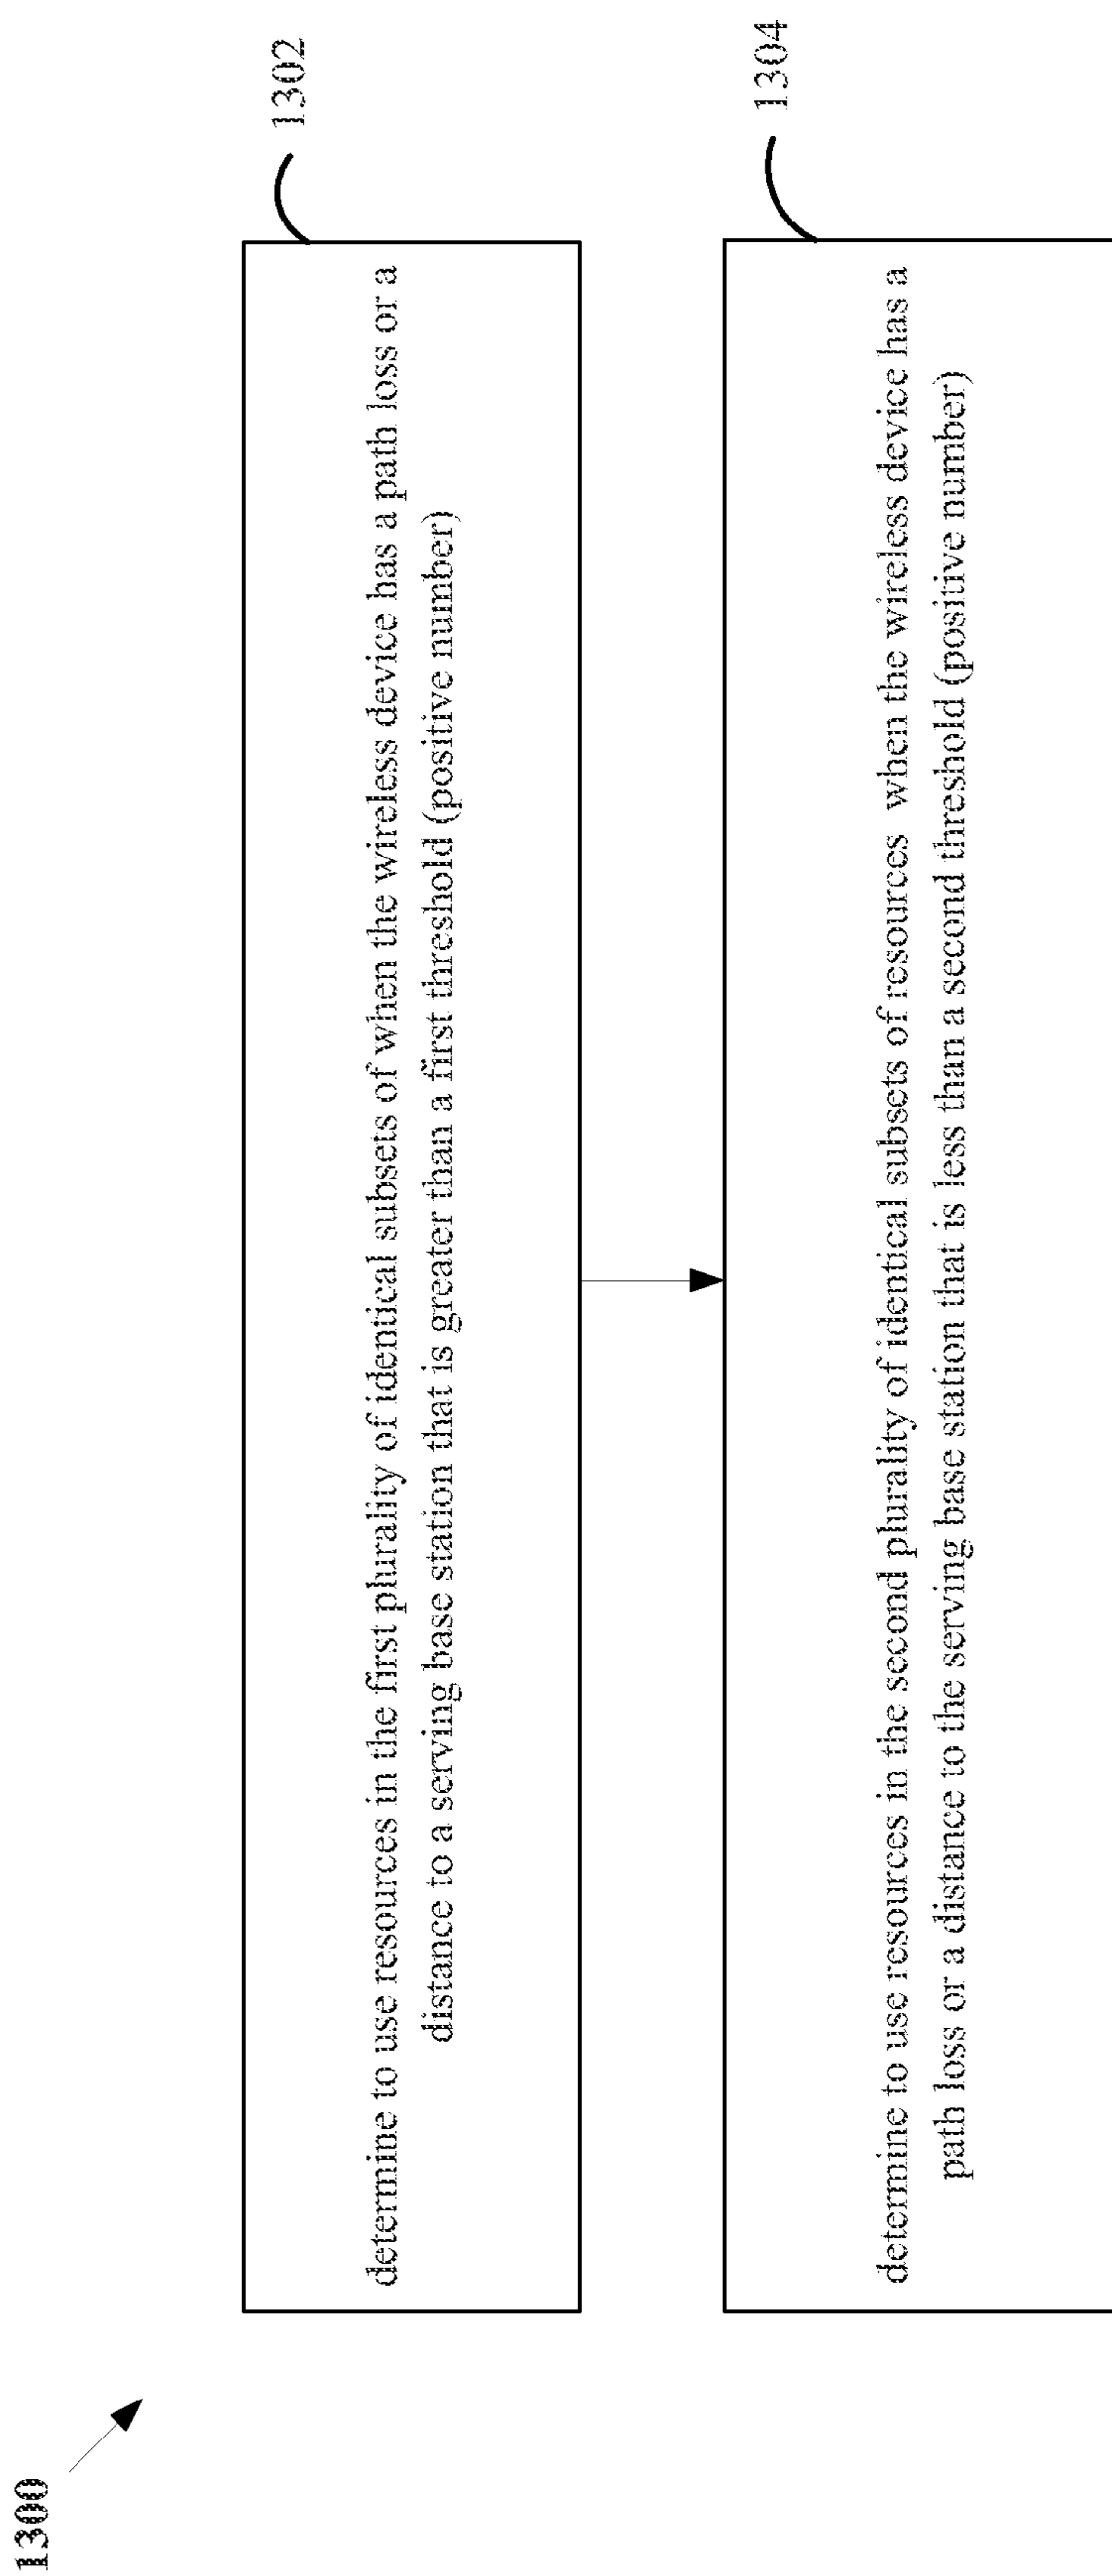 1300
1302
determine to use resources in the first plurality of identical subsets of when the wireless device has a path loss or a
distance to a serving base station that is greater than a first threshold (positive number)
1304
determine to use resources in the second plurality of identical subsets of resources when the wireless device has a
path loss or a distance to the serving base station that is less than a second threshold (positive number)